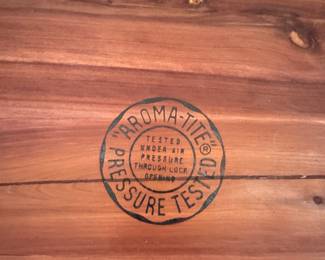 "AROMA-TITE"®
PRESSURE TESTED
TESTED
UNDER AIR
PRESSURE
THROUGH LOCK
OPENING